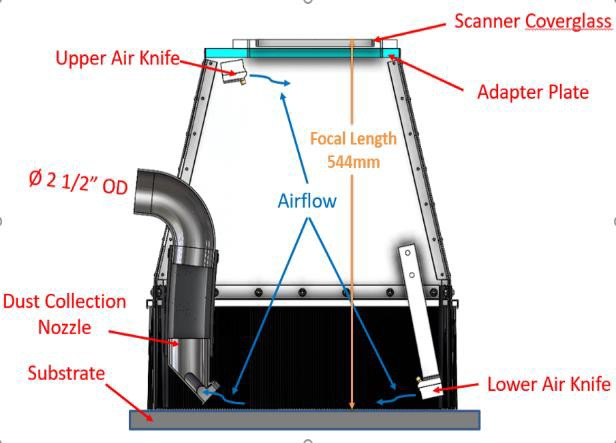 Scanner Coverglass
Upper Air Knife
Adapter Plate
Focal Length
544mm
Ø 2 1/2” OD
Airflow
Dust Collection
Nozzle
Substrate
Lower Air Knife